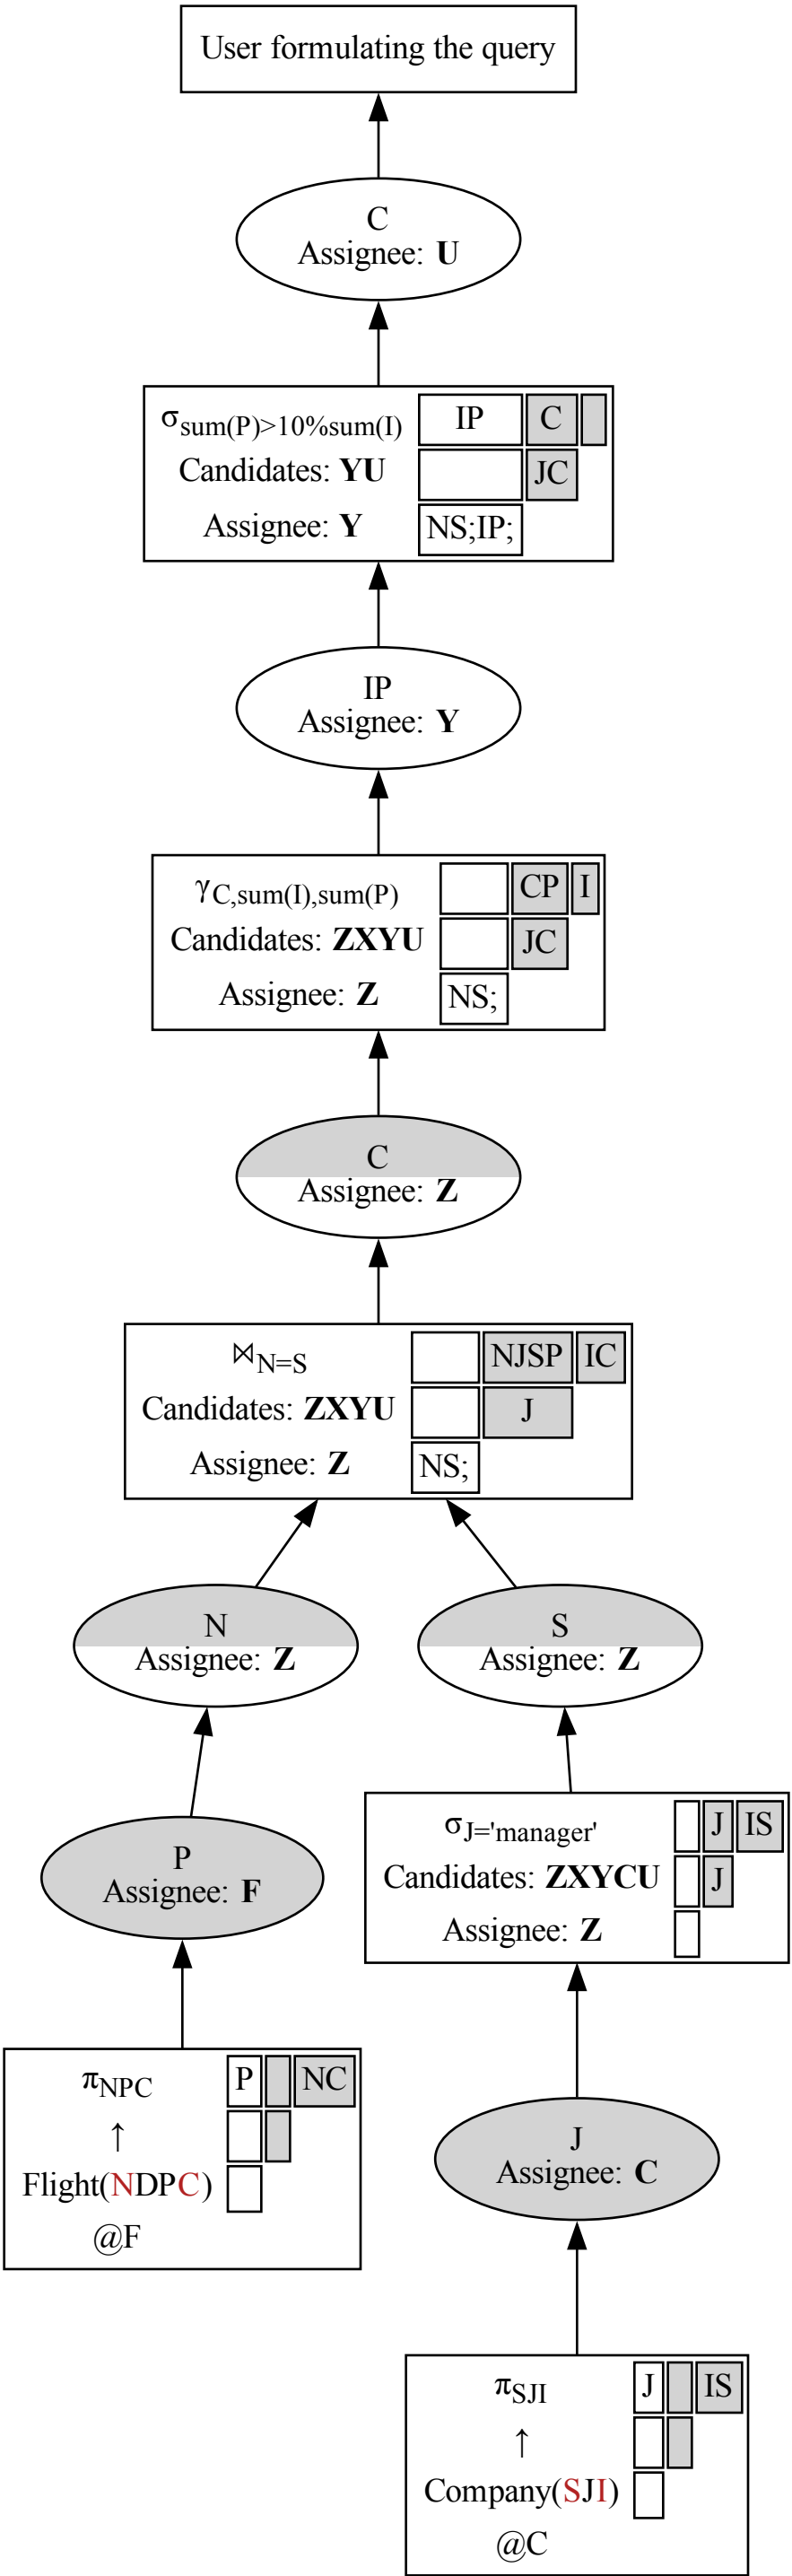 User formulating the query
C
Assignee: U
σsum(P)>10%sum(I) IP C
Candidates: YU JC
Assignee: Y NS;IP;
IP
Assignee: Y
γC,sum(I),sum(P) CP I
Candidates: ZXYU JC
Assignee: Z NS;
C
Assignee: Z
⋈N=S NJSP IC
Candidates: ZXYU J
Assignee: Z NS;
N
Assignee: Z
S
Assignee: Z
P
Assignee: F
σJ='manager' J IS
Candidates: ZXYCU J
Assignee: Z
πNPC P NC
↑
Flight(NDPC)
@F
J
Assignee: C
πSJI J IS
↑
Company(SJI)
@C